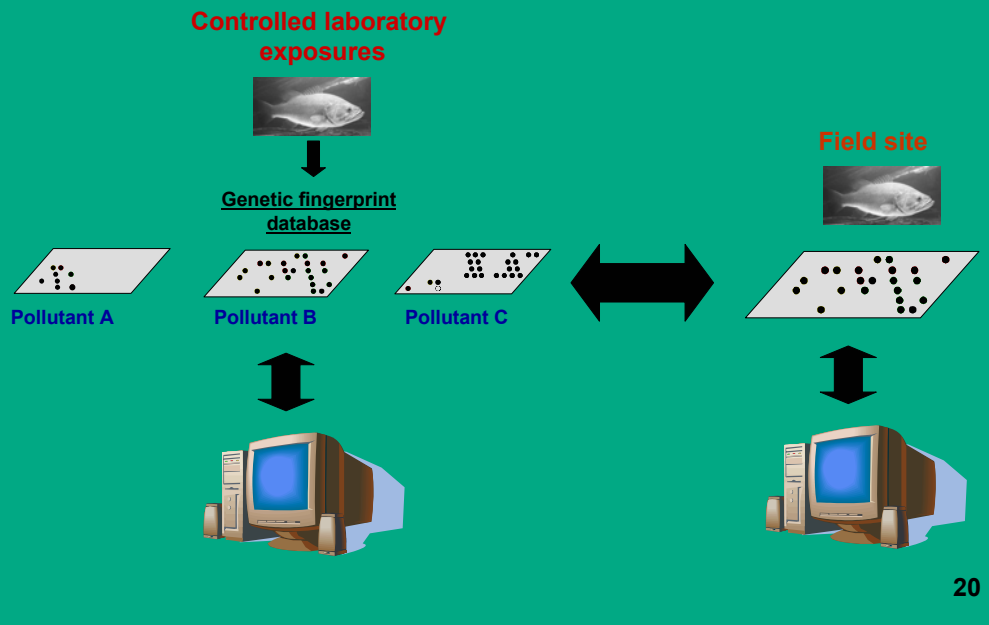 Controlled laboratory
exposures
Field site
Genetic fingerprint
database
Pollutant A
Pollutant B
Pollutant C
20